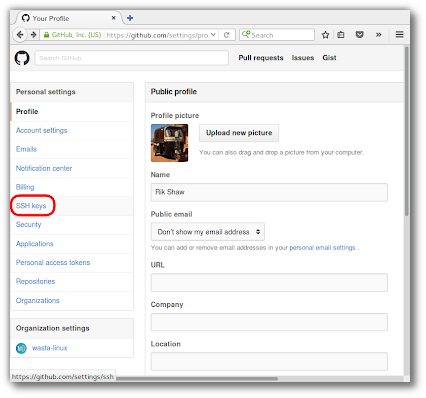 Your Profile
GitHub, Inc. (US)
https://github.com/settings/pro
Search
Search GitHub
Pull requests Issues Gist
Personal settings
Profile
Account settings
Emails
Notification center
Billing
SSH keys
Security
Applications
Personal access tokens
Repositories
Organizations
Organization settings
wasta-linux
Public profile
Profile picture
Upload new picture
You can also drag and drop a picture from your computer.
Name
Rik Shaw
Public email
Don't show my email address
You can add or remove email addresses in your personal email settings .
URL
Company
Location
https://github.com/settings/ssh